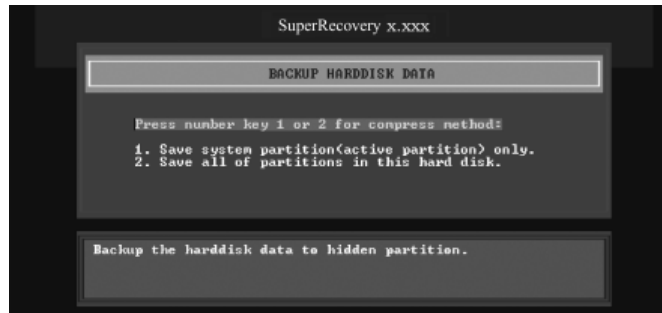 SuperRecovery x.xxx
BACKUP HARDDISK DATA
Press number key 1 or 2 for compress method:
1. Save system partition(active partition) only.
2. Save all of partitions in this hard disk.
Backup the harddisk data to hidden partition.